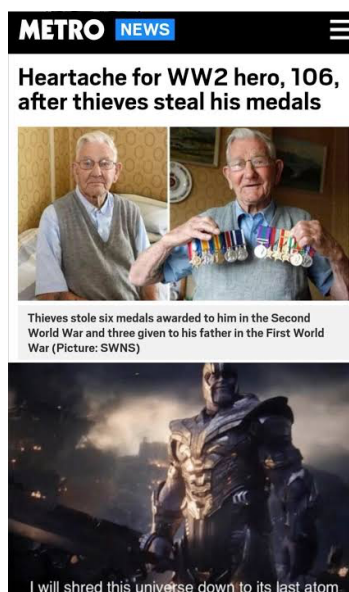 METRO NEWS
Heartache for WW2 hero, 106,
after thieves steal his medals
Thieves stole six medals awarded to him in the Second
World War and three given to his father in the First World
War (Picture: SWNS)
I will shred this universe down to its last atom